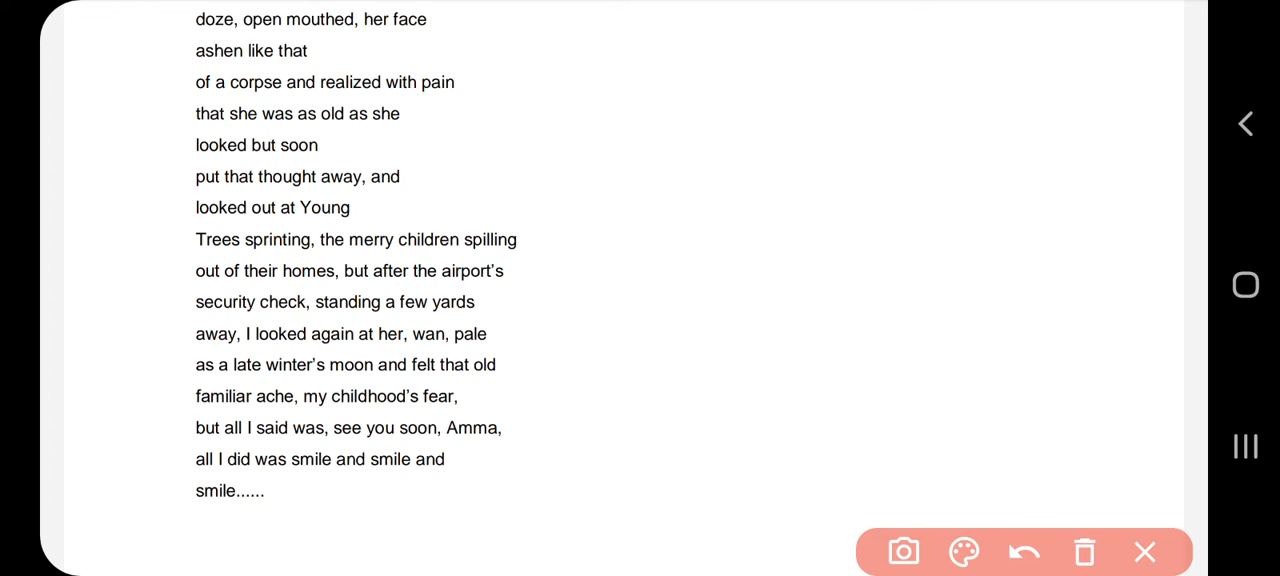 doze, open mouthed, her face
ashen like that
of a corpse and realized with pain
that she was as old as she
looked but soon
put that thought away, and
looked out at Young
Trees sprinting, the merry children spilling
out of their homes, but after the airport's
security check, standing a few yards
away, I looked again at her, wan, pale
as a late winter's moon and felt that old
familiar ache, my childhood's fear,
but all I said was, see you soon, Amma,
all I did was smile and smile and
smile......